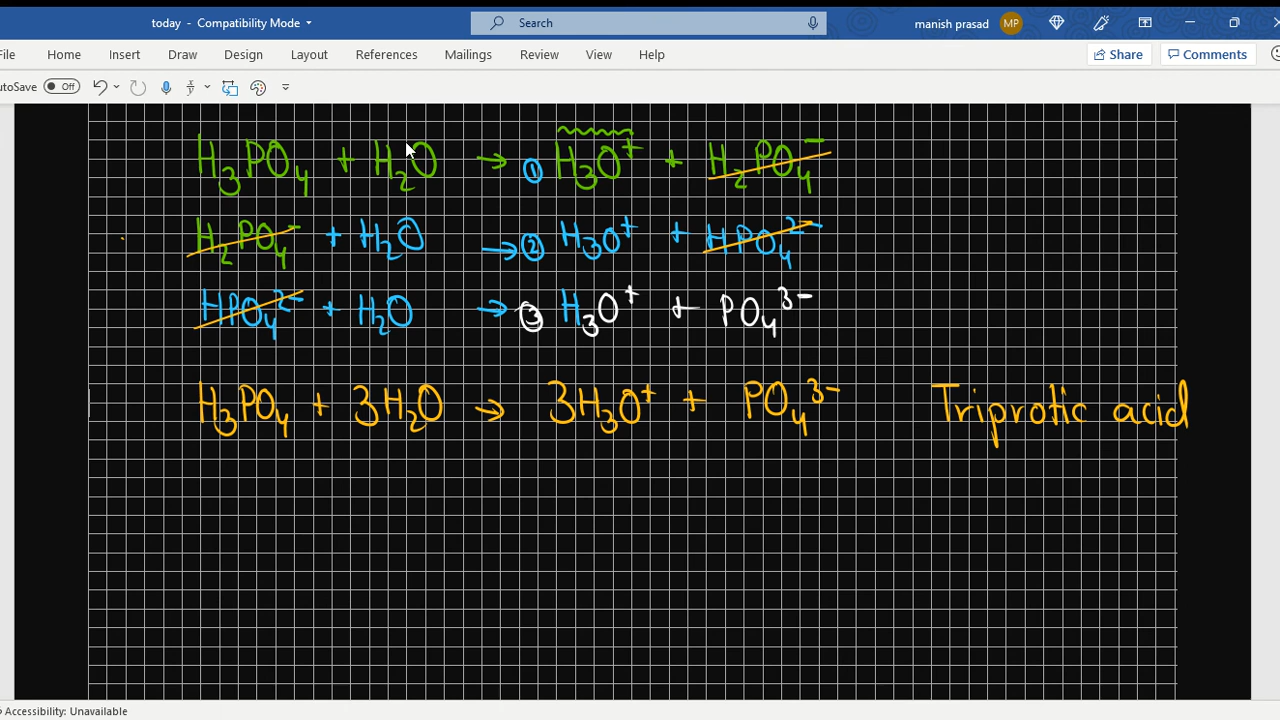 today - Compatibility Mode Search manish prasad MP
File Home Insert Draw Design Layout References Mailings Review View Help Share Comments
AutoSave Off
H₃PO₄ + H₂O → ① H₃O⁺ + H₂PO₄⁻
H₂PO₄⁻ + H₂O → ② H₃O⁺ + HPO₄²⁻
HPO₄²⁻ + H₂O → ③ H₃O⁺ + PO₄³⁻
H₃PO₄ + 3H₂O → 3H₃O⁺ + PO₄³⁻ Triprotic acid
Accessibility: Unavailable